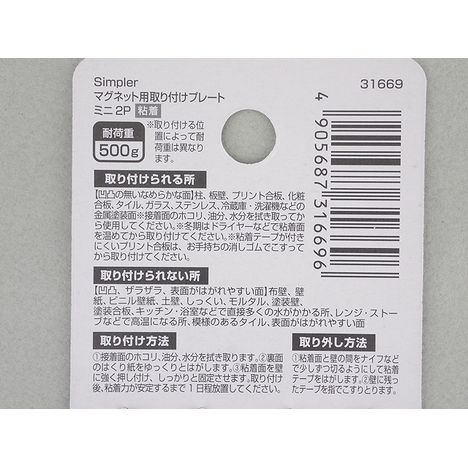 Simpler
31669
マグネット用取り付けプレート
ミニ2P 粘着
耐荷重
500g
※取り付ける位
置によって耐
荷重は異なり
ます。
4 905687 316696
取り付けられる所
【凹凸の無いなめらかな面】柱、板壁、プリント合板、化粧
合板、タイル、ガラス、ステンレス、冷蔵庫・洗濯機などの
金属塗装面※接着面のホコリ、油分、水分を拭き取ってか
ら使用してください。※冬期はドライヤーなどで粘着面
を温めてから取り付けてください。※粘着テープが付き
にくいプリント合板は、お手持ちの消しゴムでこすって
からから取り付けてください。
取り付けられない所
【凹凸、ザラザラ、表面がはがれやすい面】布壁、壁
紙、ビニル壁紙、土壁、しっくい、モルタル、塗装壁、
塗装合板、キッチン・浴室などで直接多くの水がかかる所、レンジ・ストー
ブなどで高温になる所、模様のあるタイル、表面がはがれやすい面
取り付け方法
①接着面のホコリ、油分、水分を拭き取ります。②裏面
のはくり紙をゆっくりとはがします。③粘着面を壁
に強く押し付け、しっかりと固定させます。取り付け
後、粘着力が安定するまで1日程放置してください。
取り外し方法
①粘着面と壁の間をナイフなど
で少しずつ切るようにして粘着
テープをはがします。②壁に残っ
たテープを指でこすりとります。